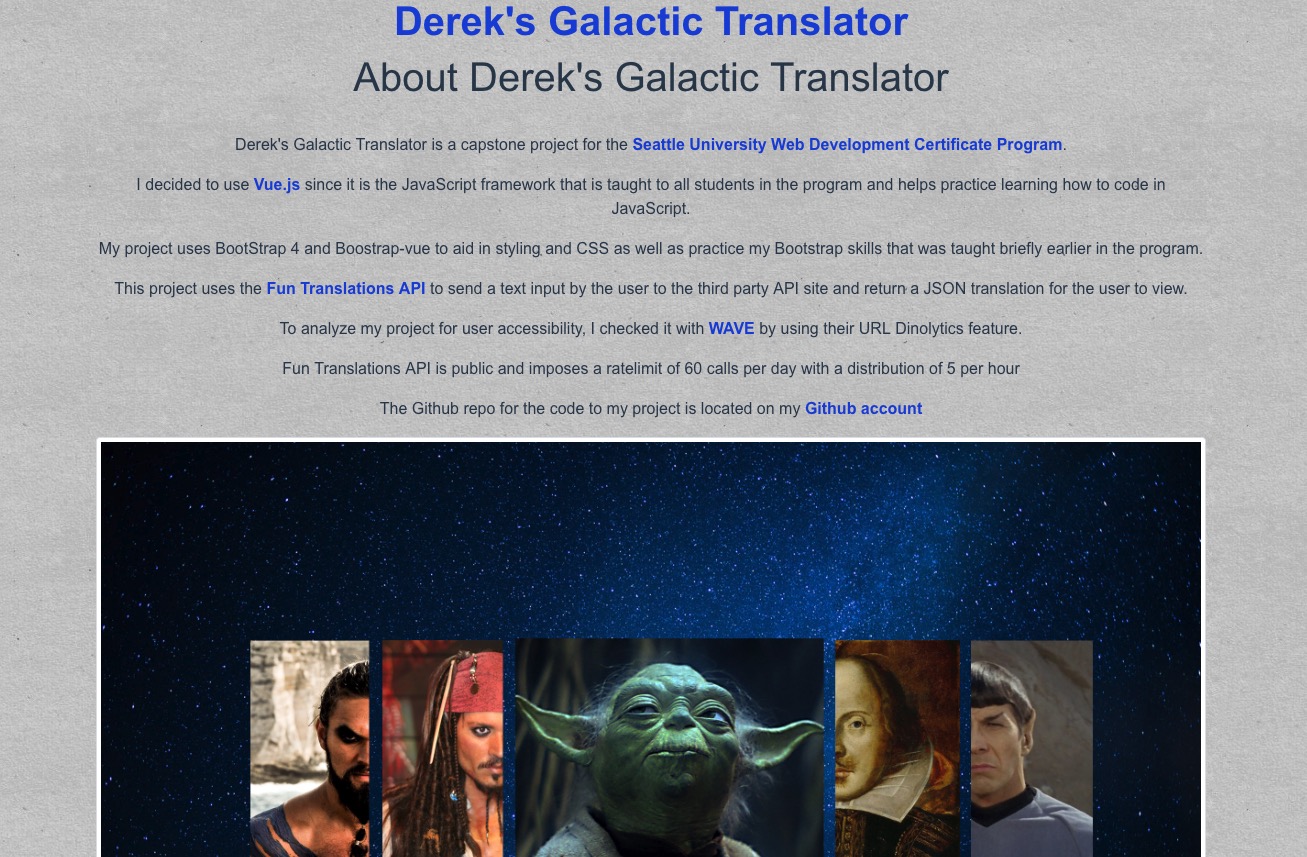 Derek's Galactic Translator
About Derek's Galactic Translator
Derek's Galactic Translator is a capstone project for the Seattle University Web Development Certificate Program.
I decided to use Vue.js since it is the JavaScript framework that is taught to all students in the program and helps practice learning how to code in
JavaScript.
My project uses BootStrap 4 and Boostrap-vue to aid in styling and CSS as well as practice my Bootstrap skills that was taught briefly earlier in the program.
This project uses the Fun Translations API to send a text input by the user to the third party API site and return a JSON translation for the user to view.
To analyze my project for user accessibility, I checked it with WAVE by using their URL Dinolytics feature.
Fun Translations API is public and imposes a ratelimit of 60 calls per day with a distribution of 5 per hour
The Github repo for the code to my project is located on my Github account